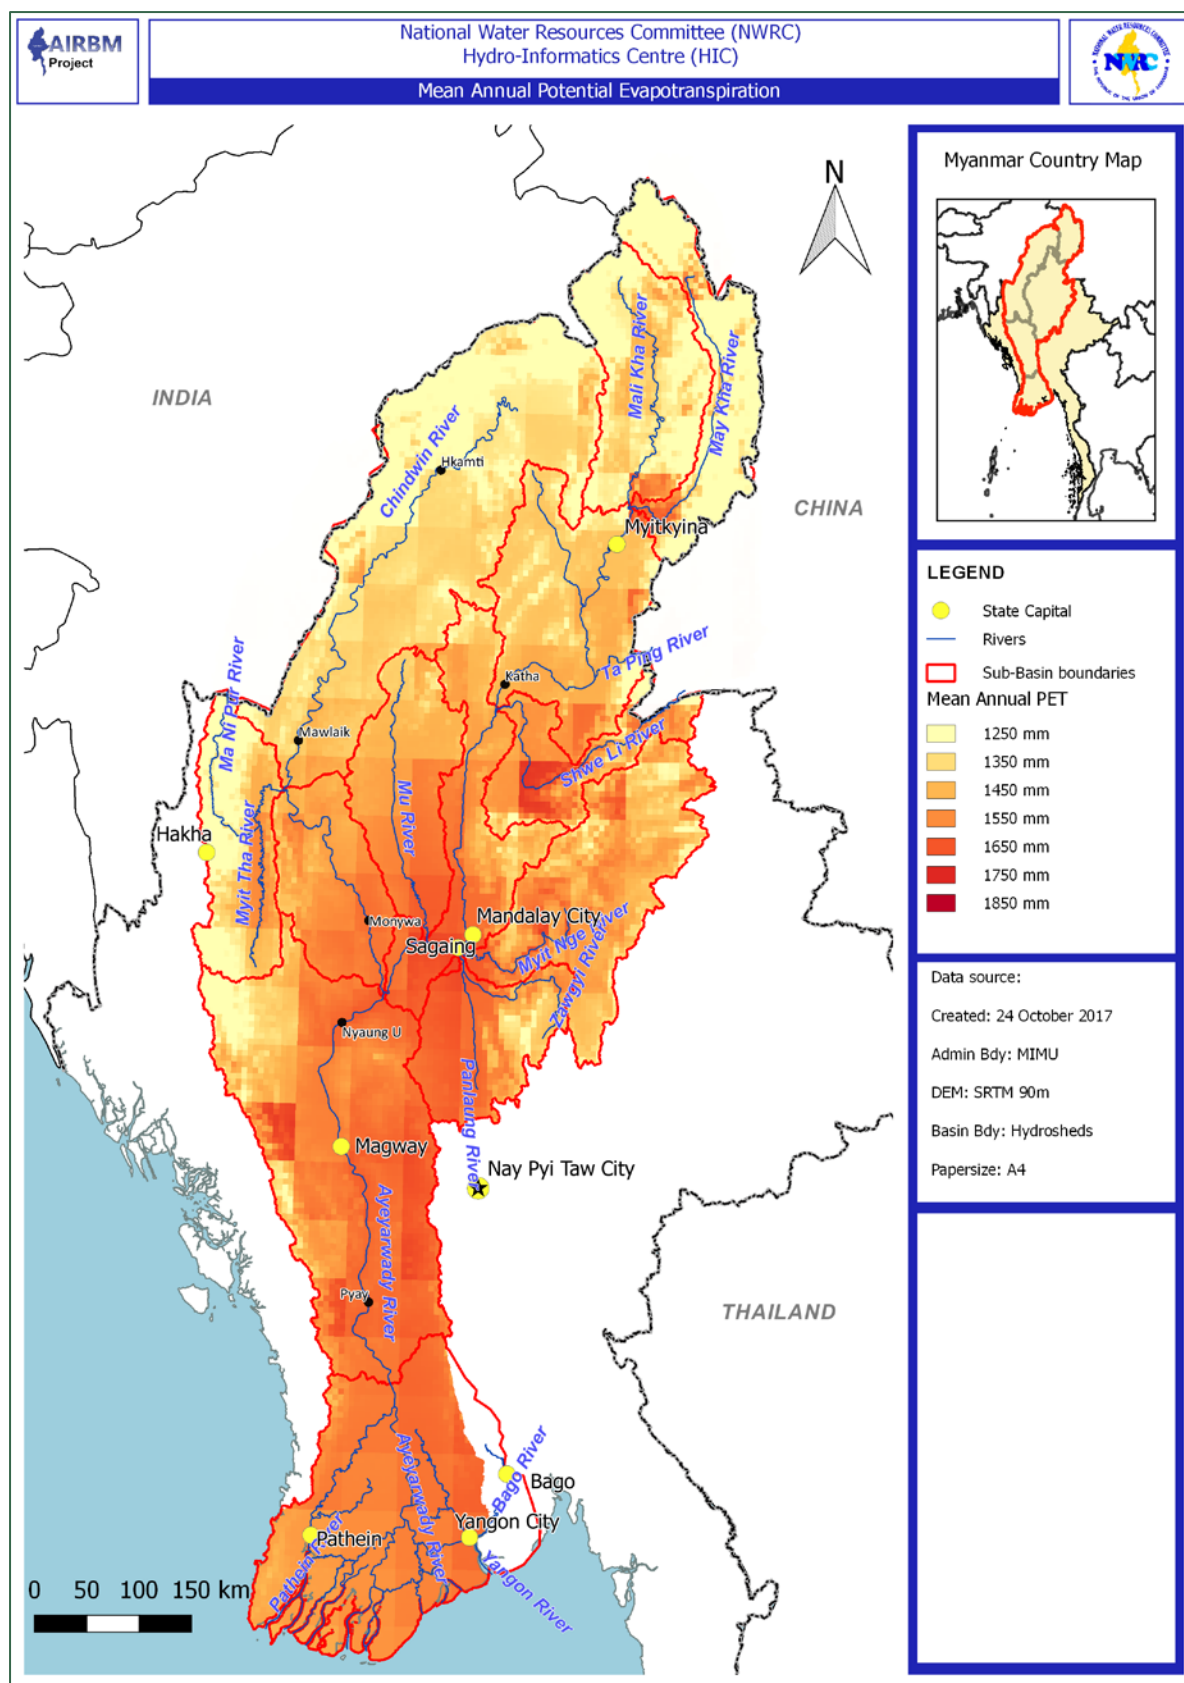 AIRBM
Project
National Water Resources Committee (NWRC)
Hydro-Informatics Centre (HIC)
Mean Annual Potential Evapotranspiration
NWRC
Myanmar Country Map
N
INDIA
CHINA
THAILAND
Mali Kha River
May Kha River
Chindwin River
Hkamti
Myitkyina
Ta Ping River
Katha
Ma Ni Pur River
Mawlaik
Shwe Li River
Mu River
Hakha
Myit Tha River
Monywa
Mandalay City
Sagaing
Myit Nge River
Zawgyi River
Nyaung U
Panlaung River
Magway
Nay Pyi Taw City
Ayeyarwady River
Pyay
Ayeyarwady River
Bago River
Bago
Yangon City
Pathein
Pathein River
Yangon River
0 50 100 150 km
LEGEND
State Capital
Rivers
Sub-Basin boundaries
Mean Annual PET
1250 mm
1350 mm
1450 mm
1550 mm
1650 mm
1750 mm
1850 mm
Data source:
Created: 24 October 2017
Admin Bdy: MIMU
DEM: SRTM 90m
Basin Bdy: Hydrosheds
Papersize: A4